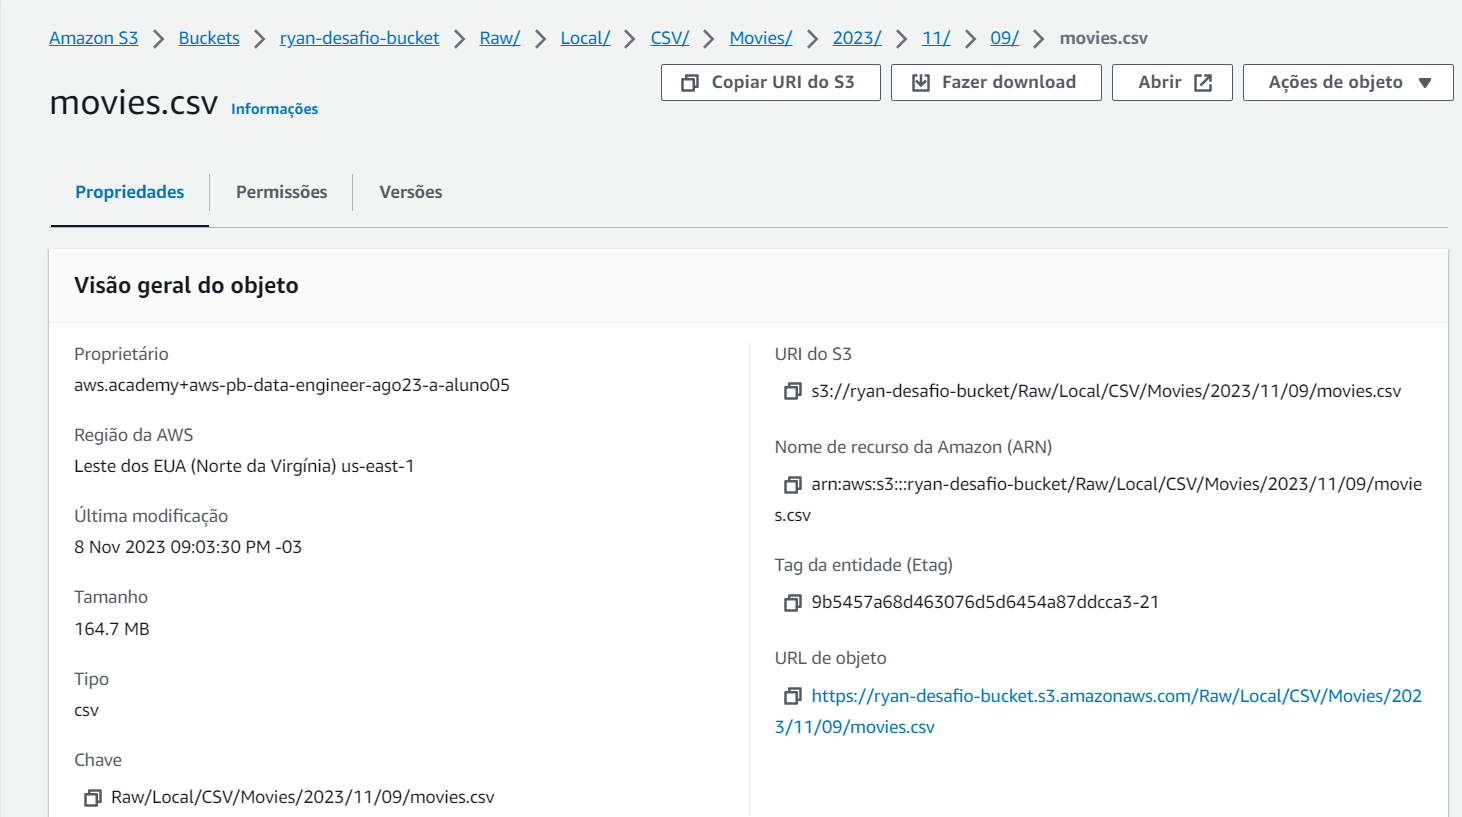 Amazon S3 Buckets ryan-desafio-bucket Raw/ Local/ CSV/ Movies/ 2023/ 11/ 09/ movies.csv
Copiar URI do S3 Fazer download Abrir Ações de objeto
movies.csv Informações
Propriedades Permissões Versões
Visão geral do objeto
Proprietário
aws.academy+aws-pb-data-engineer-ago23-a-aluno05
Região da AWS
Leste dos EUA (Norte da Virgínia) us-east-1
Última modificação
8 Nov 2023 09:03:30 PM -03
Tamanho
164.7 MB
Tipo
csv
Chave
Raw/Local/CSV/Movies/2023/11/09/movies.csv
URI do S3
s3://ryan-desafio-bucket/Raw/Local/CSV/Movies/2023/11/09/movies.csv
Nome de recurso da Amazon (ARN)
arn:aws:s3:::ryan-desafio-bucket/Raw/Local/CSV/Movies/2023/11/09/movie
s.csv
Tag da entidade (Etag)
9b5457a68d463076d5d6454a87ddcca3-21
URL de objeto
https://ryan-desafio-bucket.s3.amazonaws.com/Raw/Local/CSV/Movies/202
3/11/09/movies.csv